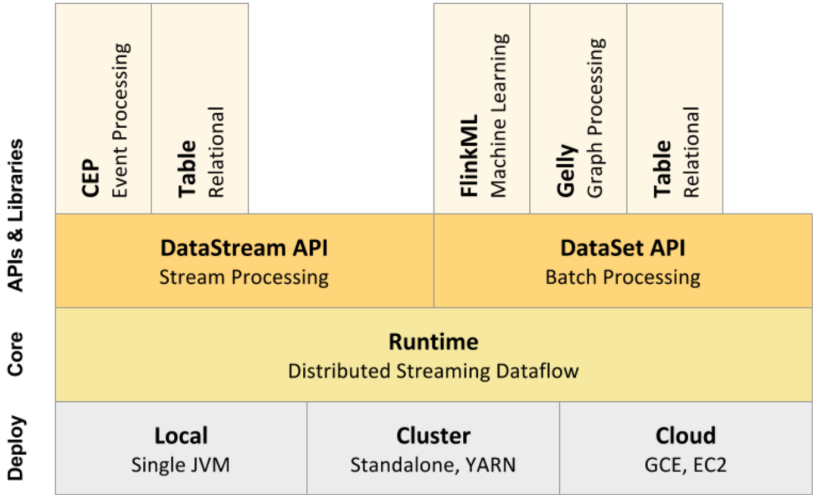 APIs & Libraries
CEP
Event Processing
Table
Relational
FlinkML
Machine Learning
Gelly
Graph Processing
Table
Relational
DataStream API
Stream Processing
DataSet API
Batch Processing
Core
Runtime
Distributed Streaming Dataflow
Deploy
Local
Single JVM
Cluster
Standalone, YARN
Cloud
GCE, EC2